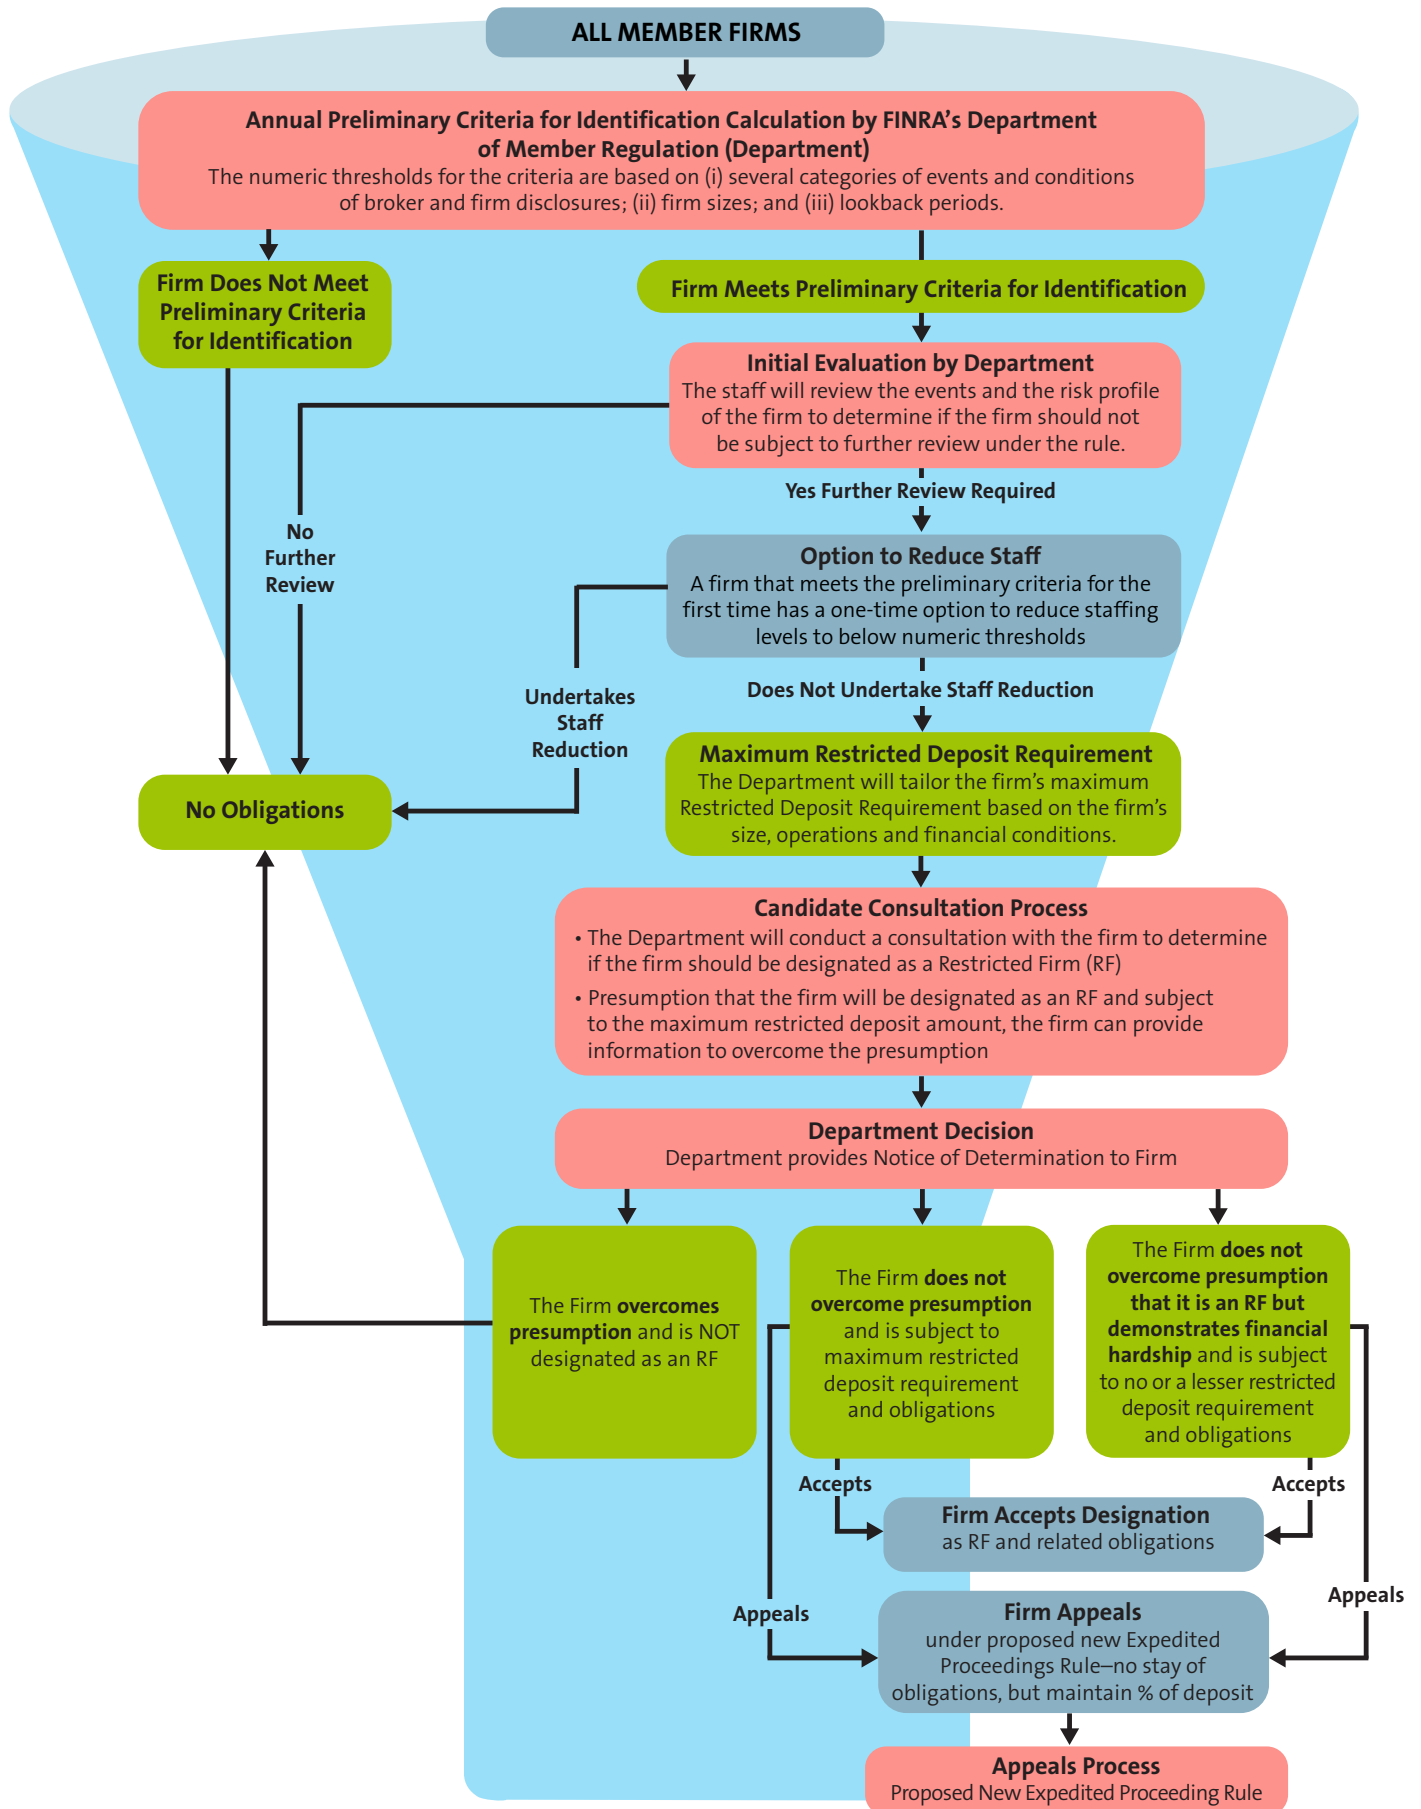 ALL MEMBER FIRMS
Annual Preliminary Criteria for Identification Calculation by FINRA's Department
of Member Regulation (Department)
The numeric thresholds for the criteria are based on (i) several categories of events and conditions
of broker and firm disclosures; (ii) firm sizes; and (iii) lookback periods.
Firm Does Not Meet
Preliminary Criteria
for Identification
Firm Meets Preliminary Criteria for Identification
Initial Evaluation by Department
The staff will review the events and the risk profile
of the firm to determine if the firm should not
be subject to further review under the rule.
Yes Further Review Required
No
Further
Review
Option to Reduce Staff
A firm that meets the preliminary criteria for the
first time has a one-time option to reduce staffing
levels to below numeric thresholds
Undertakes
Staff
Reduction
Does Not Undertake Staff Reduction
Maximum Restricted Deposit Requirement
The Department will tailor the firm's maximum
Restricted Deposit Requirement based on the firm's
size, operations and financial conditions.
No Obligations
Candidate Consultation Process
• The Department will conduct a consultation with the firm to determine
if the firm should be designated as a Restricted Firm (RF)
• Presumption that the firm will be designated as an RF and subject
to the maximum restricted deposit amount, the firm can provide
information to overcome the presumption
Department Decision
Department provides Notice of Determination to Firm
The Firm overcomes
presumption and is NOT
designated as an RF
The Firm does not
overcome presumption
and is subject to
maximum restricted
deposit requirement
and obligations
The Firm does not
overcome presumption
that it is an RF but
demonstrates financial
hardship and is subject
to no or a lesser restricted
deposit requirement
and obligations
Accepts
Accepts
Firm Accepts Designation
as RF and related obligations
Appeals
Appeals
Firm Appeals
under proposed new Expedited
Proceedings Rule–no stay of
obligations, but maintain % of deposit
Appeals Process
Proposed New Expedited Proceeding Rule